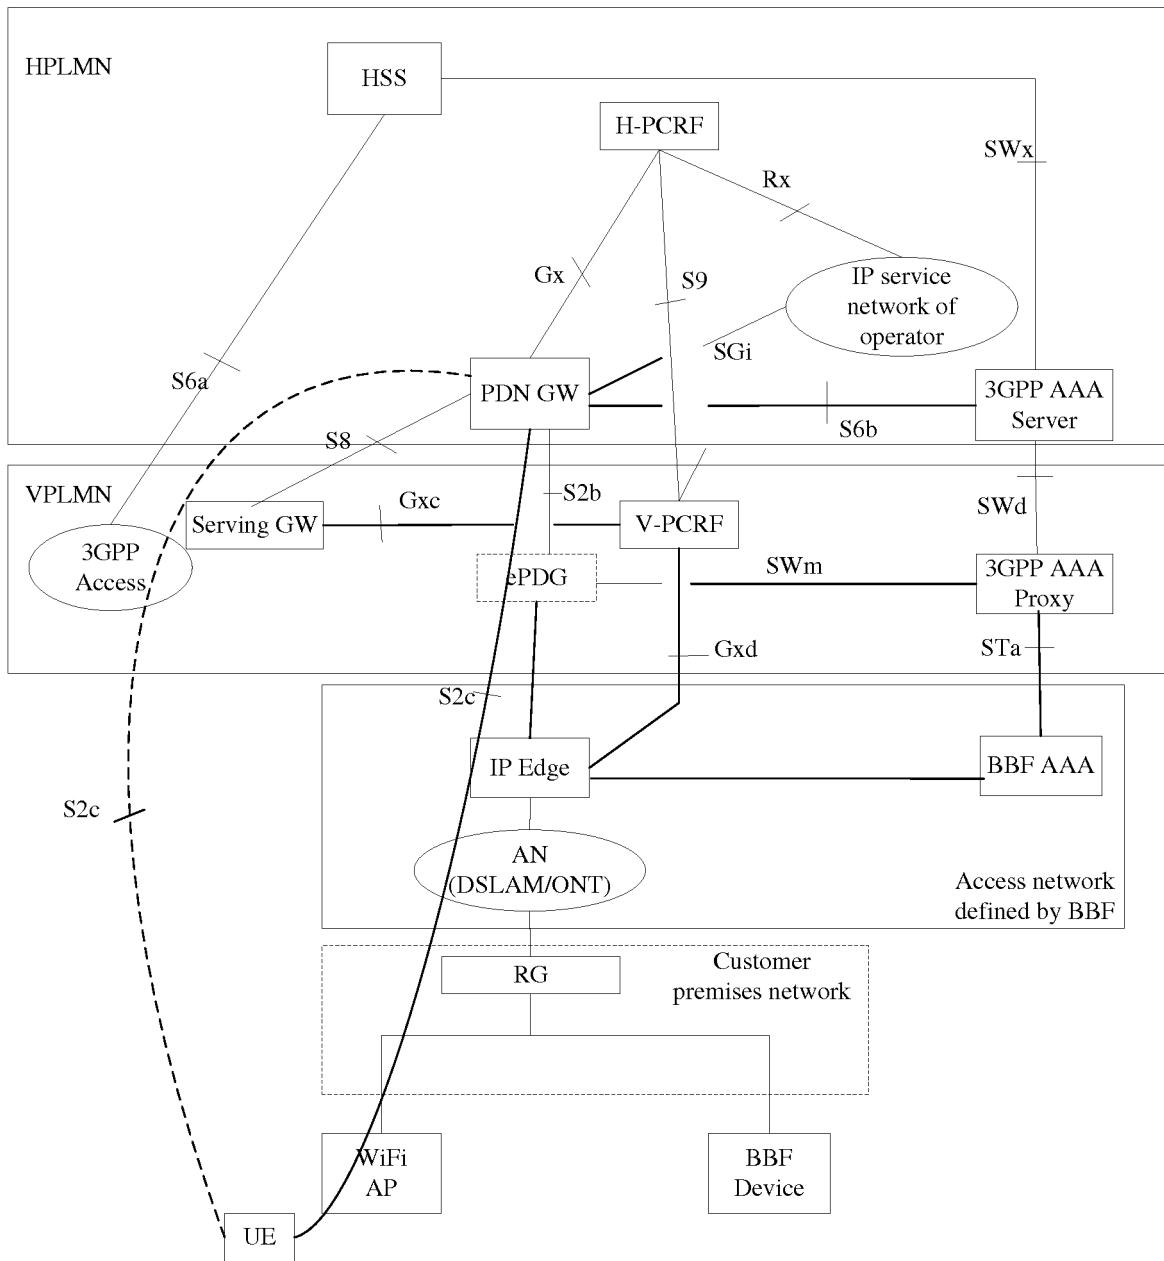 HPLMN
HSS
H-PCRF
SWx
Rx
Gx
S9
IP service
network of
operator
SGi
S6a
PDN GW
3GPP AAA
Server
S8
S6b
VPLMN
Gxc
S2b
SWd
Serving GW
V-PCRF
3GPP
Access
ePDG
SWm
3GPP AAA
Proxy
Gxd
STa
S2c
IP Edge
BBF AAA
S2c
AN
(DSLAM/ONT)
Access network
defined by BBF
RG
Customer
premises network
WiFi
AP
BBF
Device
UE